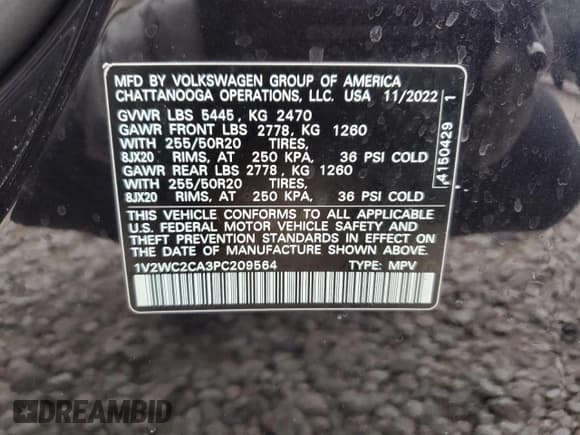 MFD BY VOLKSWAGEN GROUP OF AMERICA
CHATTANOOGA OPERATIONS, LLC. USA 11/2022
GVWR LBS 5445, KG 2470
GAWR FRONT LBS 2778, KG 1260
WITH 255/50R20 TIRES,
8JX20 RIMS, AT 250 KPA, 36 PSI COLD
GAWR REAR LBS 2778, KG 1260
WITH 255/50R20 TIRES,
8JX20 RIMS, AT 250 KPA, 36 PSI COLD
THIS VEHICLE CONFORMS TO ALL APPLICABLE
U.S. FEDERAL MOTOR VEHICLE SAFETY AND
THEFT PREVENTION STANDARDS IN EFFECT ON
THE DATE OF MANUFACTURE SHOWN ABOVE.
1V2WC2CA3PC209564 TYPE: MPV
4150429 1
DREAMBID